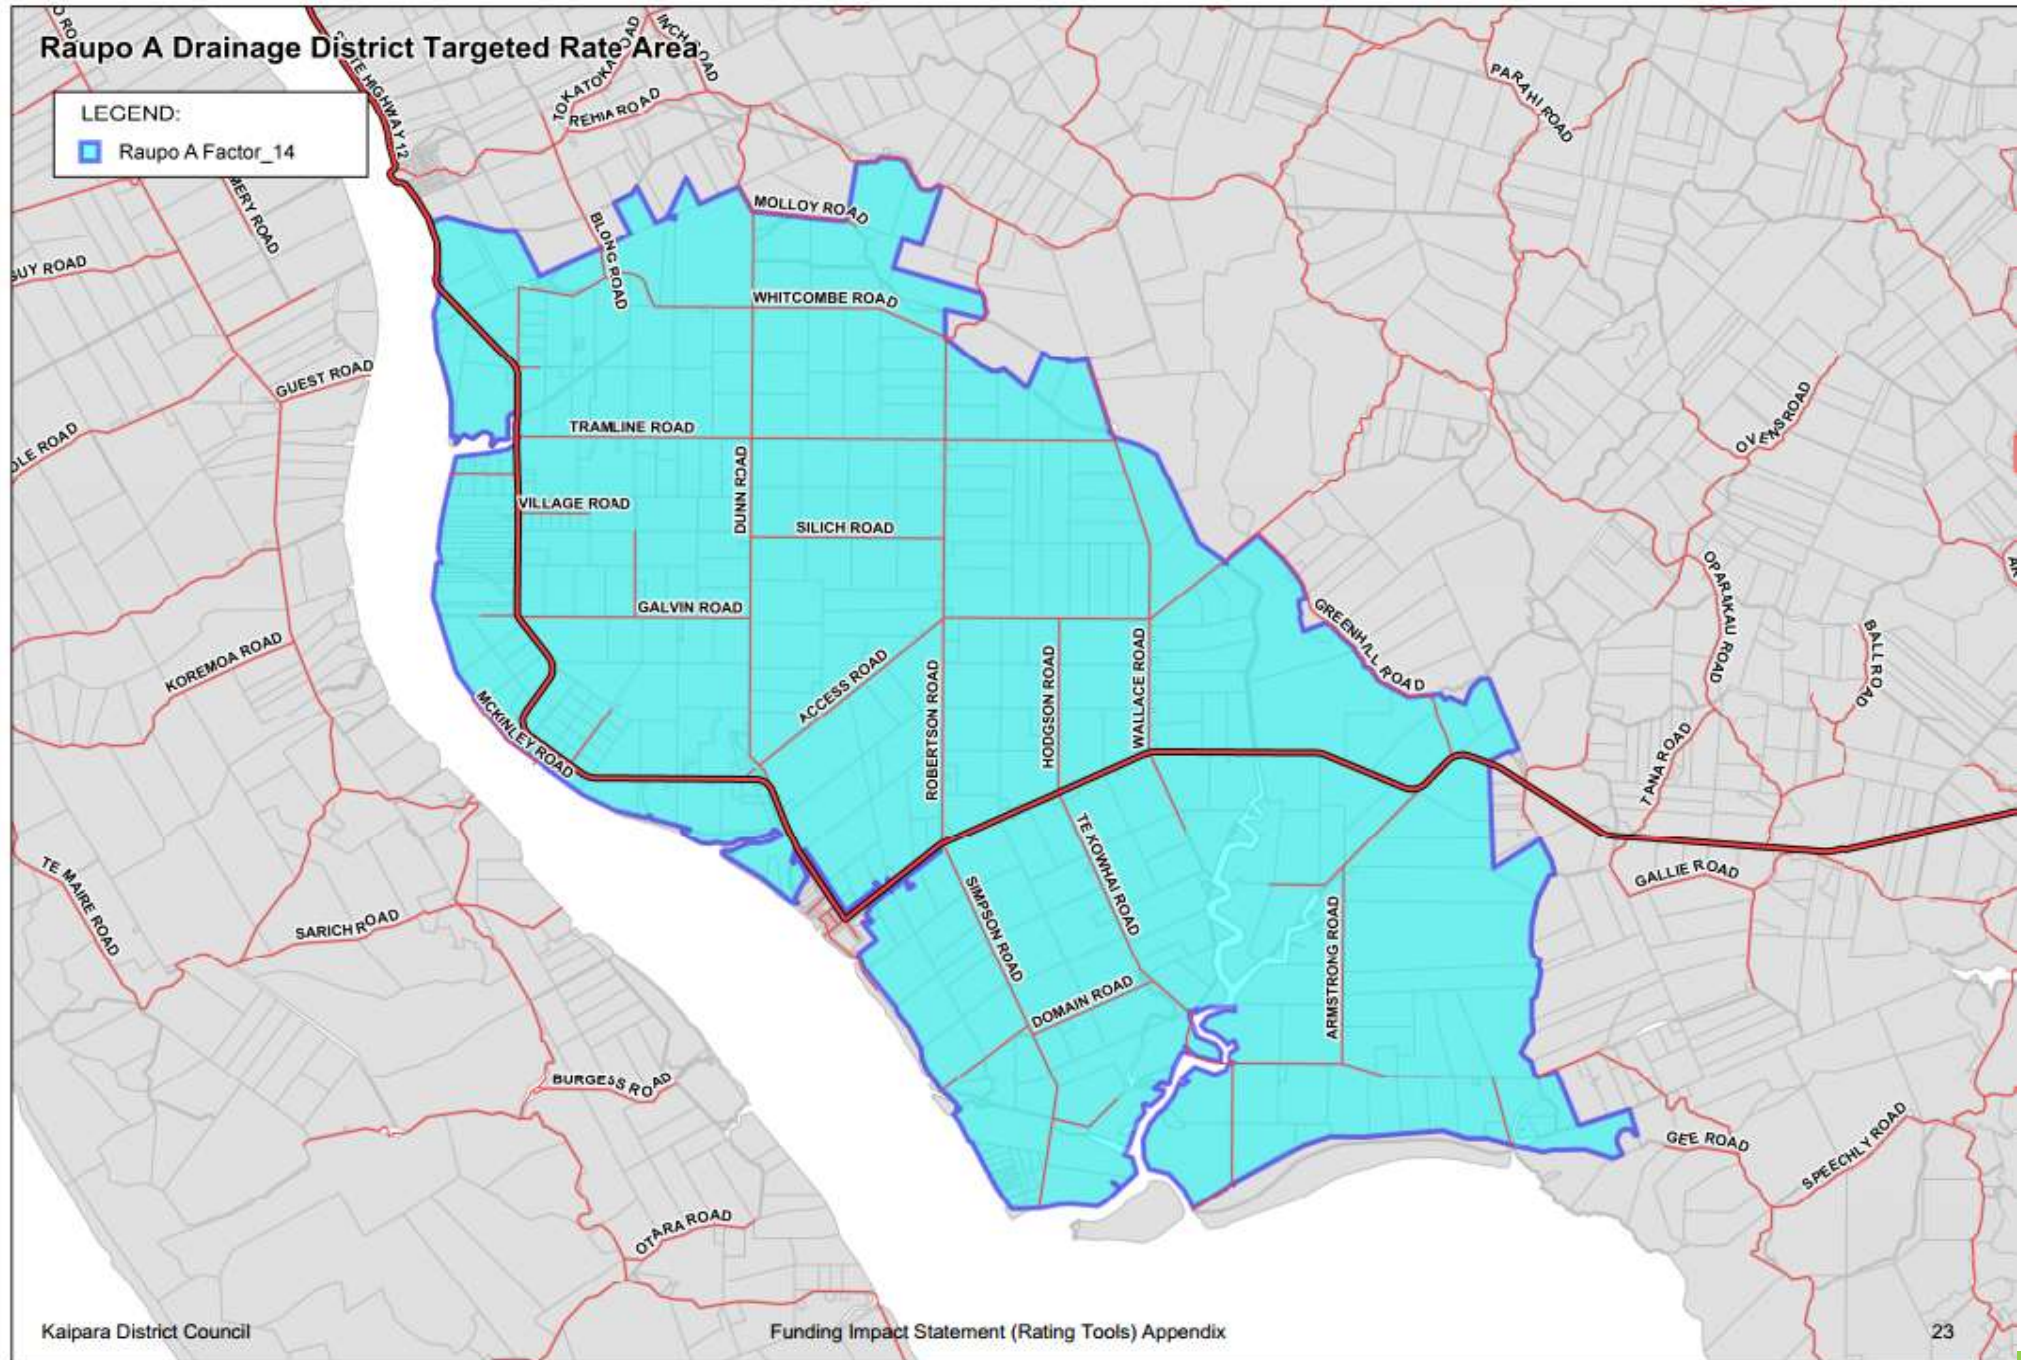 Raupo A Drainage District Targeted Rate Area
LEGEND:
Raupo A Factor_14
TOKATOKA ROAD
REHIA ROAD
PARAHI ROAD
MOLLOY ROAD
BLONG ROAD
GUY ROAD
WHITCOMBE ROAD
GUEST ROAD
TRAMLINE ROAD
OVENS ROAD
DUNN ROAD
VILLAGE ROAD
SILICH ROAD
OPARAKAU ROAD
GALVIN ROAD
GREENHILL ROAD
BALL ROAD
KOREMOA ROAD
ACCESS ROAD
ROBERTSON ROAD
HODGSON ROAD
WALLACE ROAD
MCKINLEY ROAD
TANA ROAD
TE MAIRE ROAD
SARICH ROAD
SIMPSON ROAD
TE KOWHAI ROAD
GALLIE ROAD
ARMSTRONG ROAD
DOMAIN ROAD
BURGESS ROAD
GEE ROAD
SPEECHLY ROAD
OTARA ROAD
Kaipara District Council
Funding Impact Statement (Rating Tools) Appendix
23